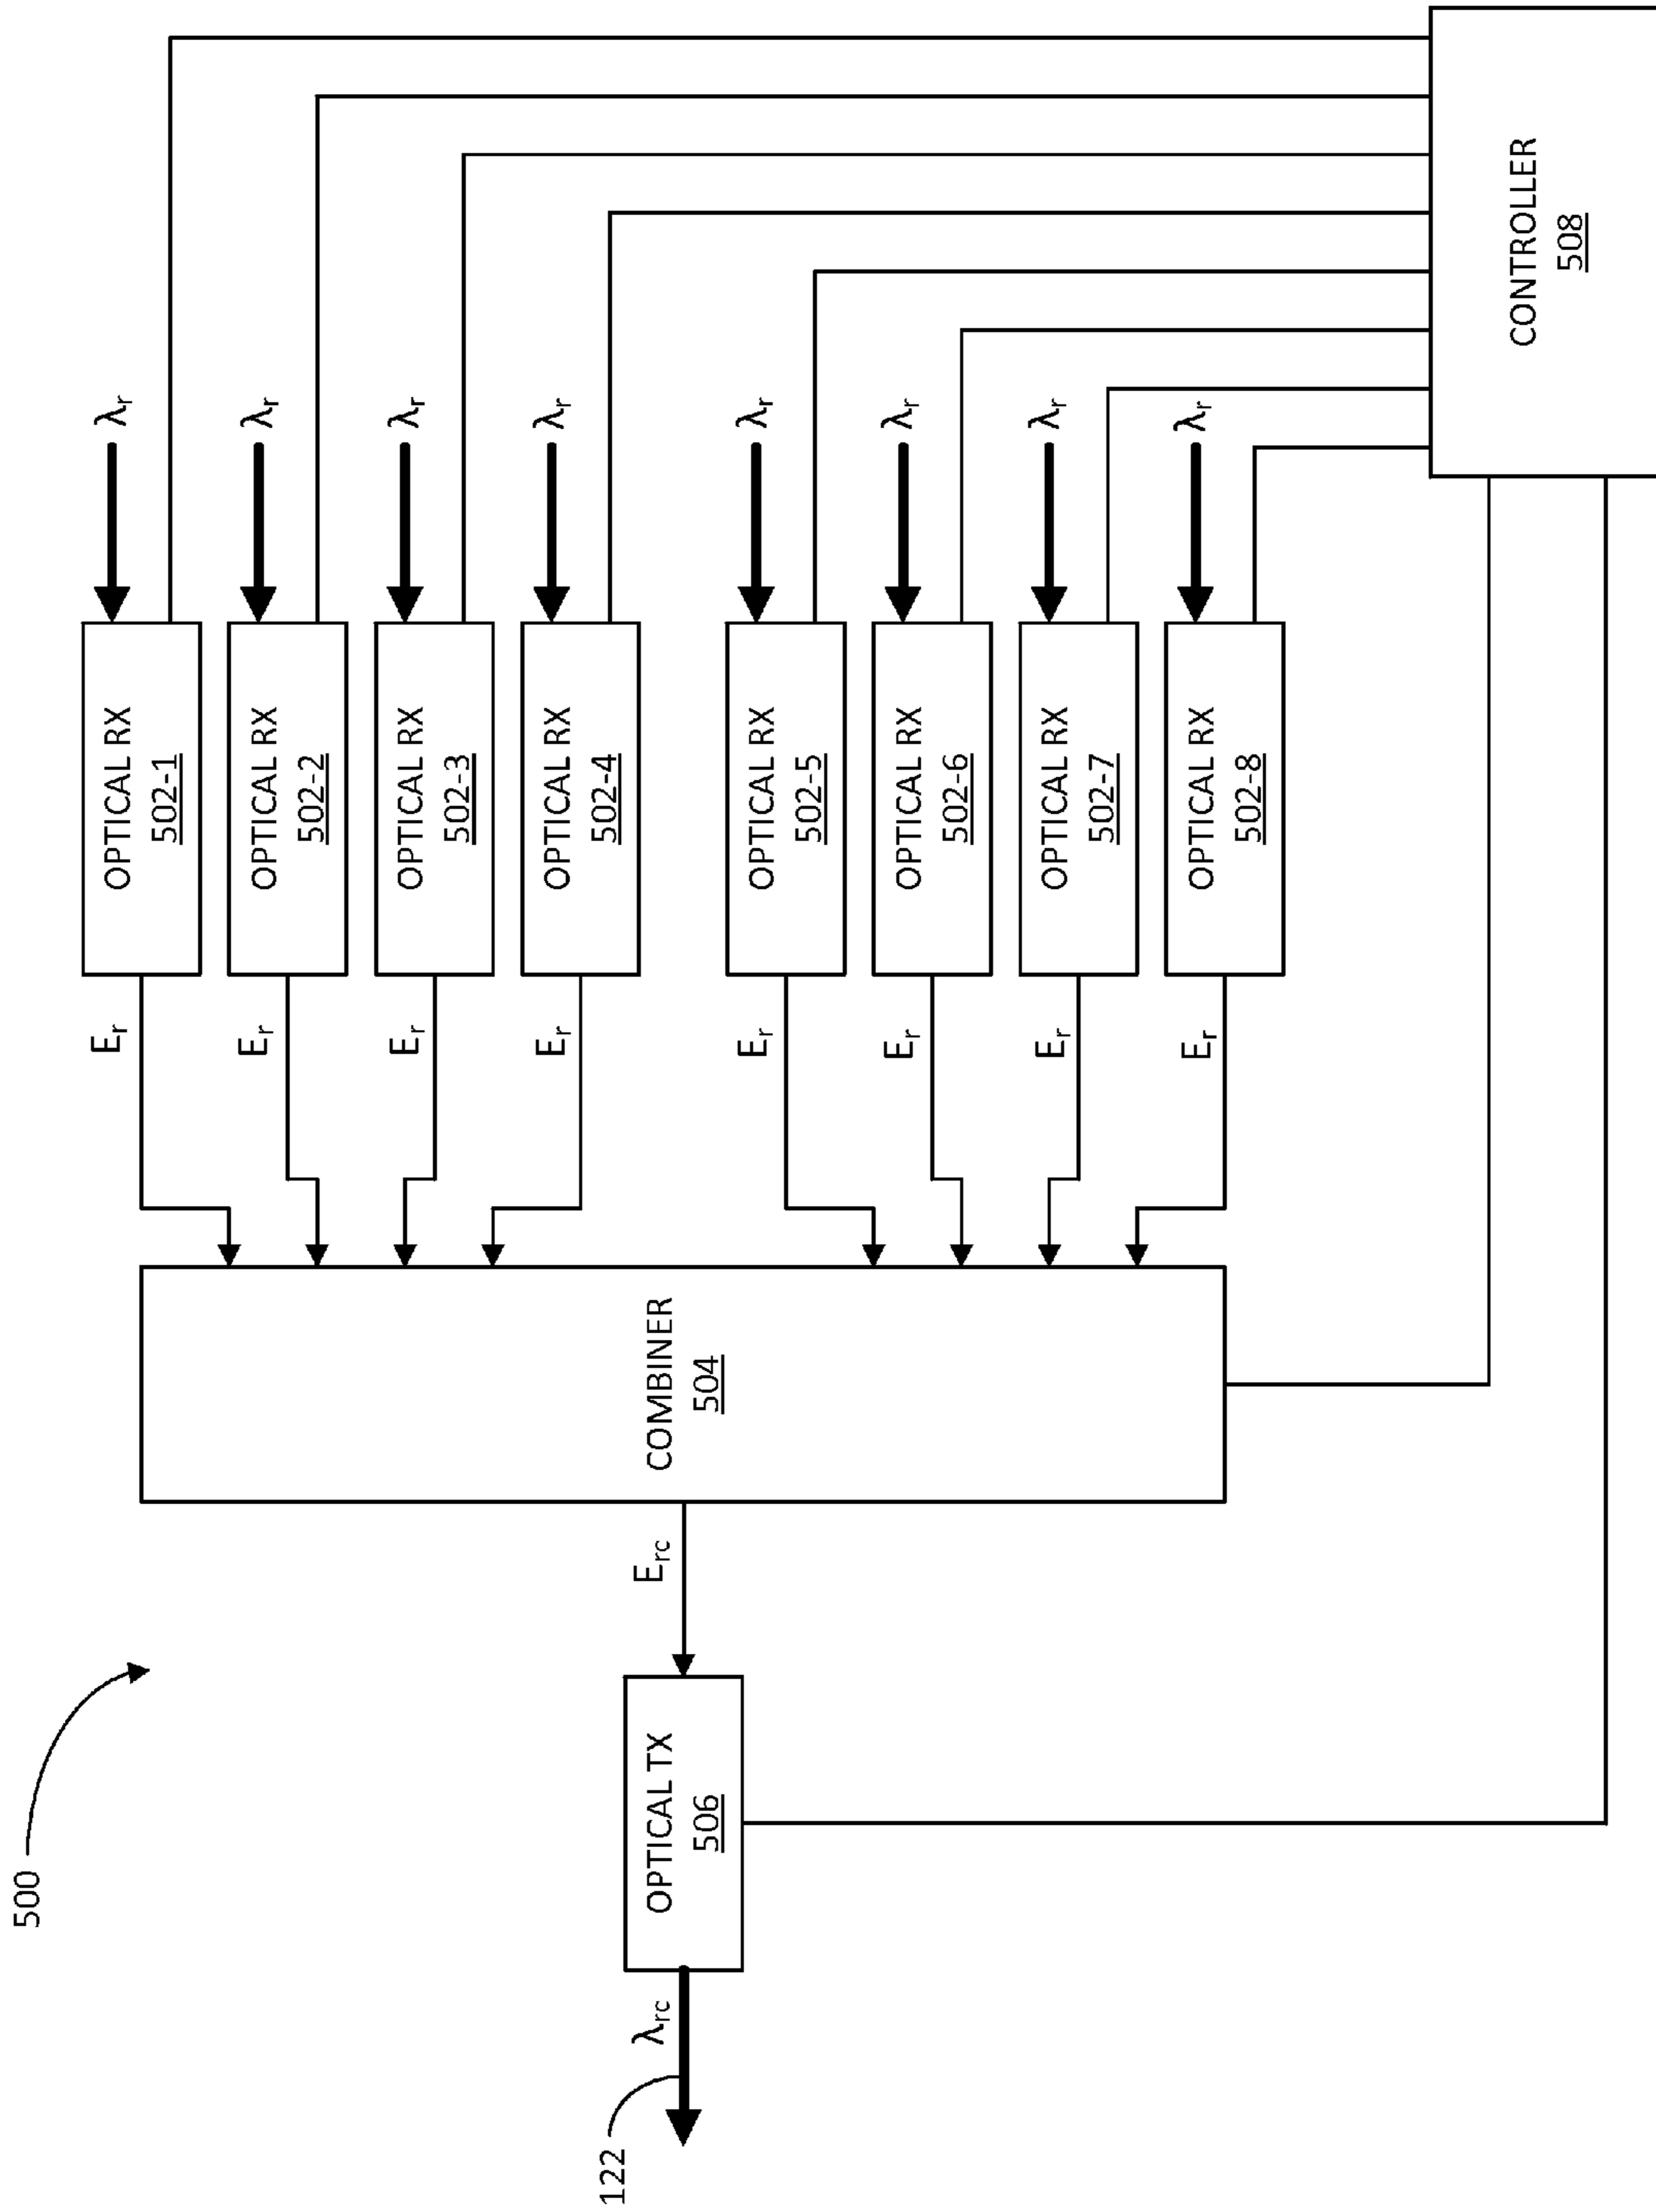 500
122
λrc
OPTICAL TX
506
Erc
COMBINER
504
Er
OPTICAL RX
502-1
λr
Er
OPTICAL RX
502-2
λr
Er
OPTICAL RX
502-3
λr
Er
OPTICAL RX
502-4
λr
Er
OPTICAL RX
502-5
λr
Er
OPTICAL RX
502-6
λr
Er
OPTICAL RX
502-7
λr
Er
OPTICAL RX
502-8
λr
CONTROLLER
508